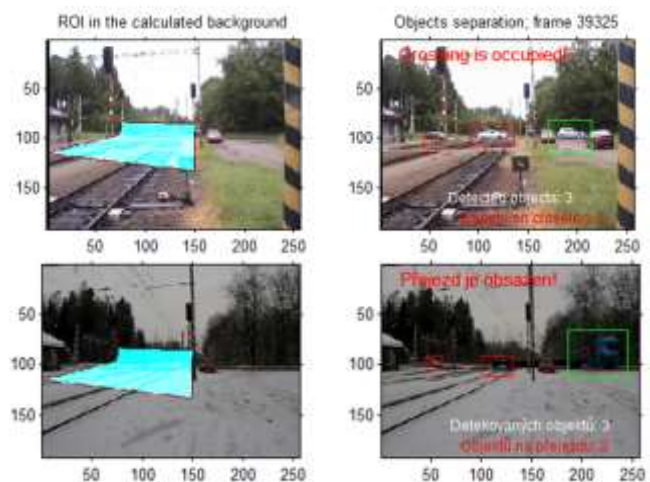 ROI in the calculated background
Objects separation; frame 39325
Crossing is occupied!
50
100
150
50
100
150
Detected objects: 3
50 100 150 200 250
50 100 150 200 250
Přejezd je obsazen!
50
100
150
50
100
150
Detekovaných objektů: 3
Objektů na přejezdu: 2
50 100 150 200 250
50 100 150 200 250